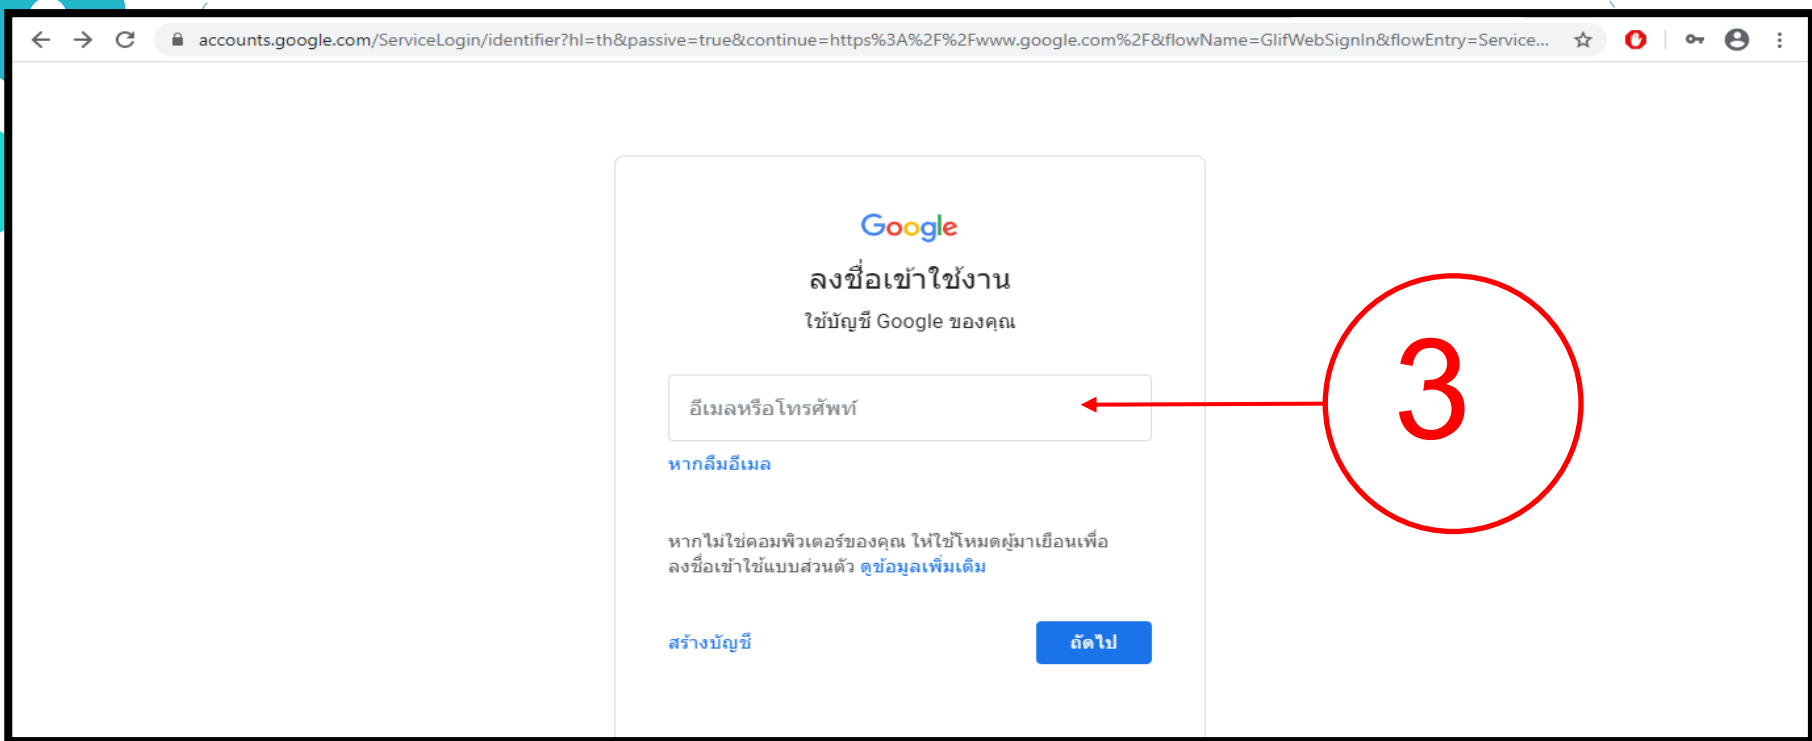 accounts.google.com/ServiceLogin/identifier?hl=th&passive=true&continue=https%3A%2F%2Fwww.google.com%2F&flowName=GlifWebSignIn&flowEntry=Service...
Google
ลงชื่อเข้าใช้งาน
ใช้บัญชี Google ของคุณ
อีเมลหรือโทรศัพท์
3
หากลืมอีเมล
หากไม่ใช่คอมพิวเตอร์ของคุณ ให้ใช้โหมดผู้มาเยือนเพื่อ
ลงชื่อเข้าใช้แบบส่วนตัว ดูข้อมูลเพิ่มเติม
สร้างบัญชี
ถัดไป